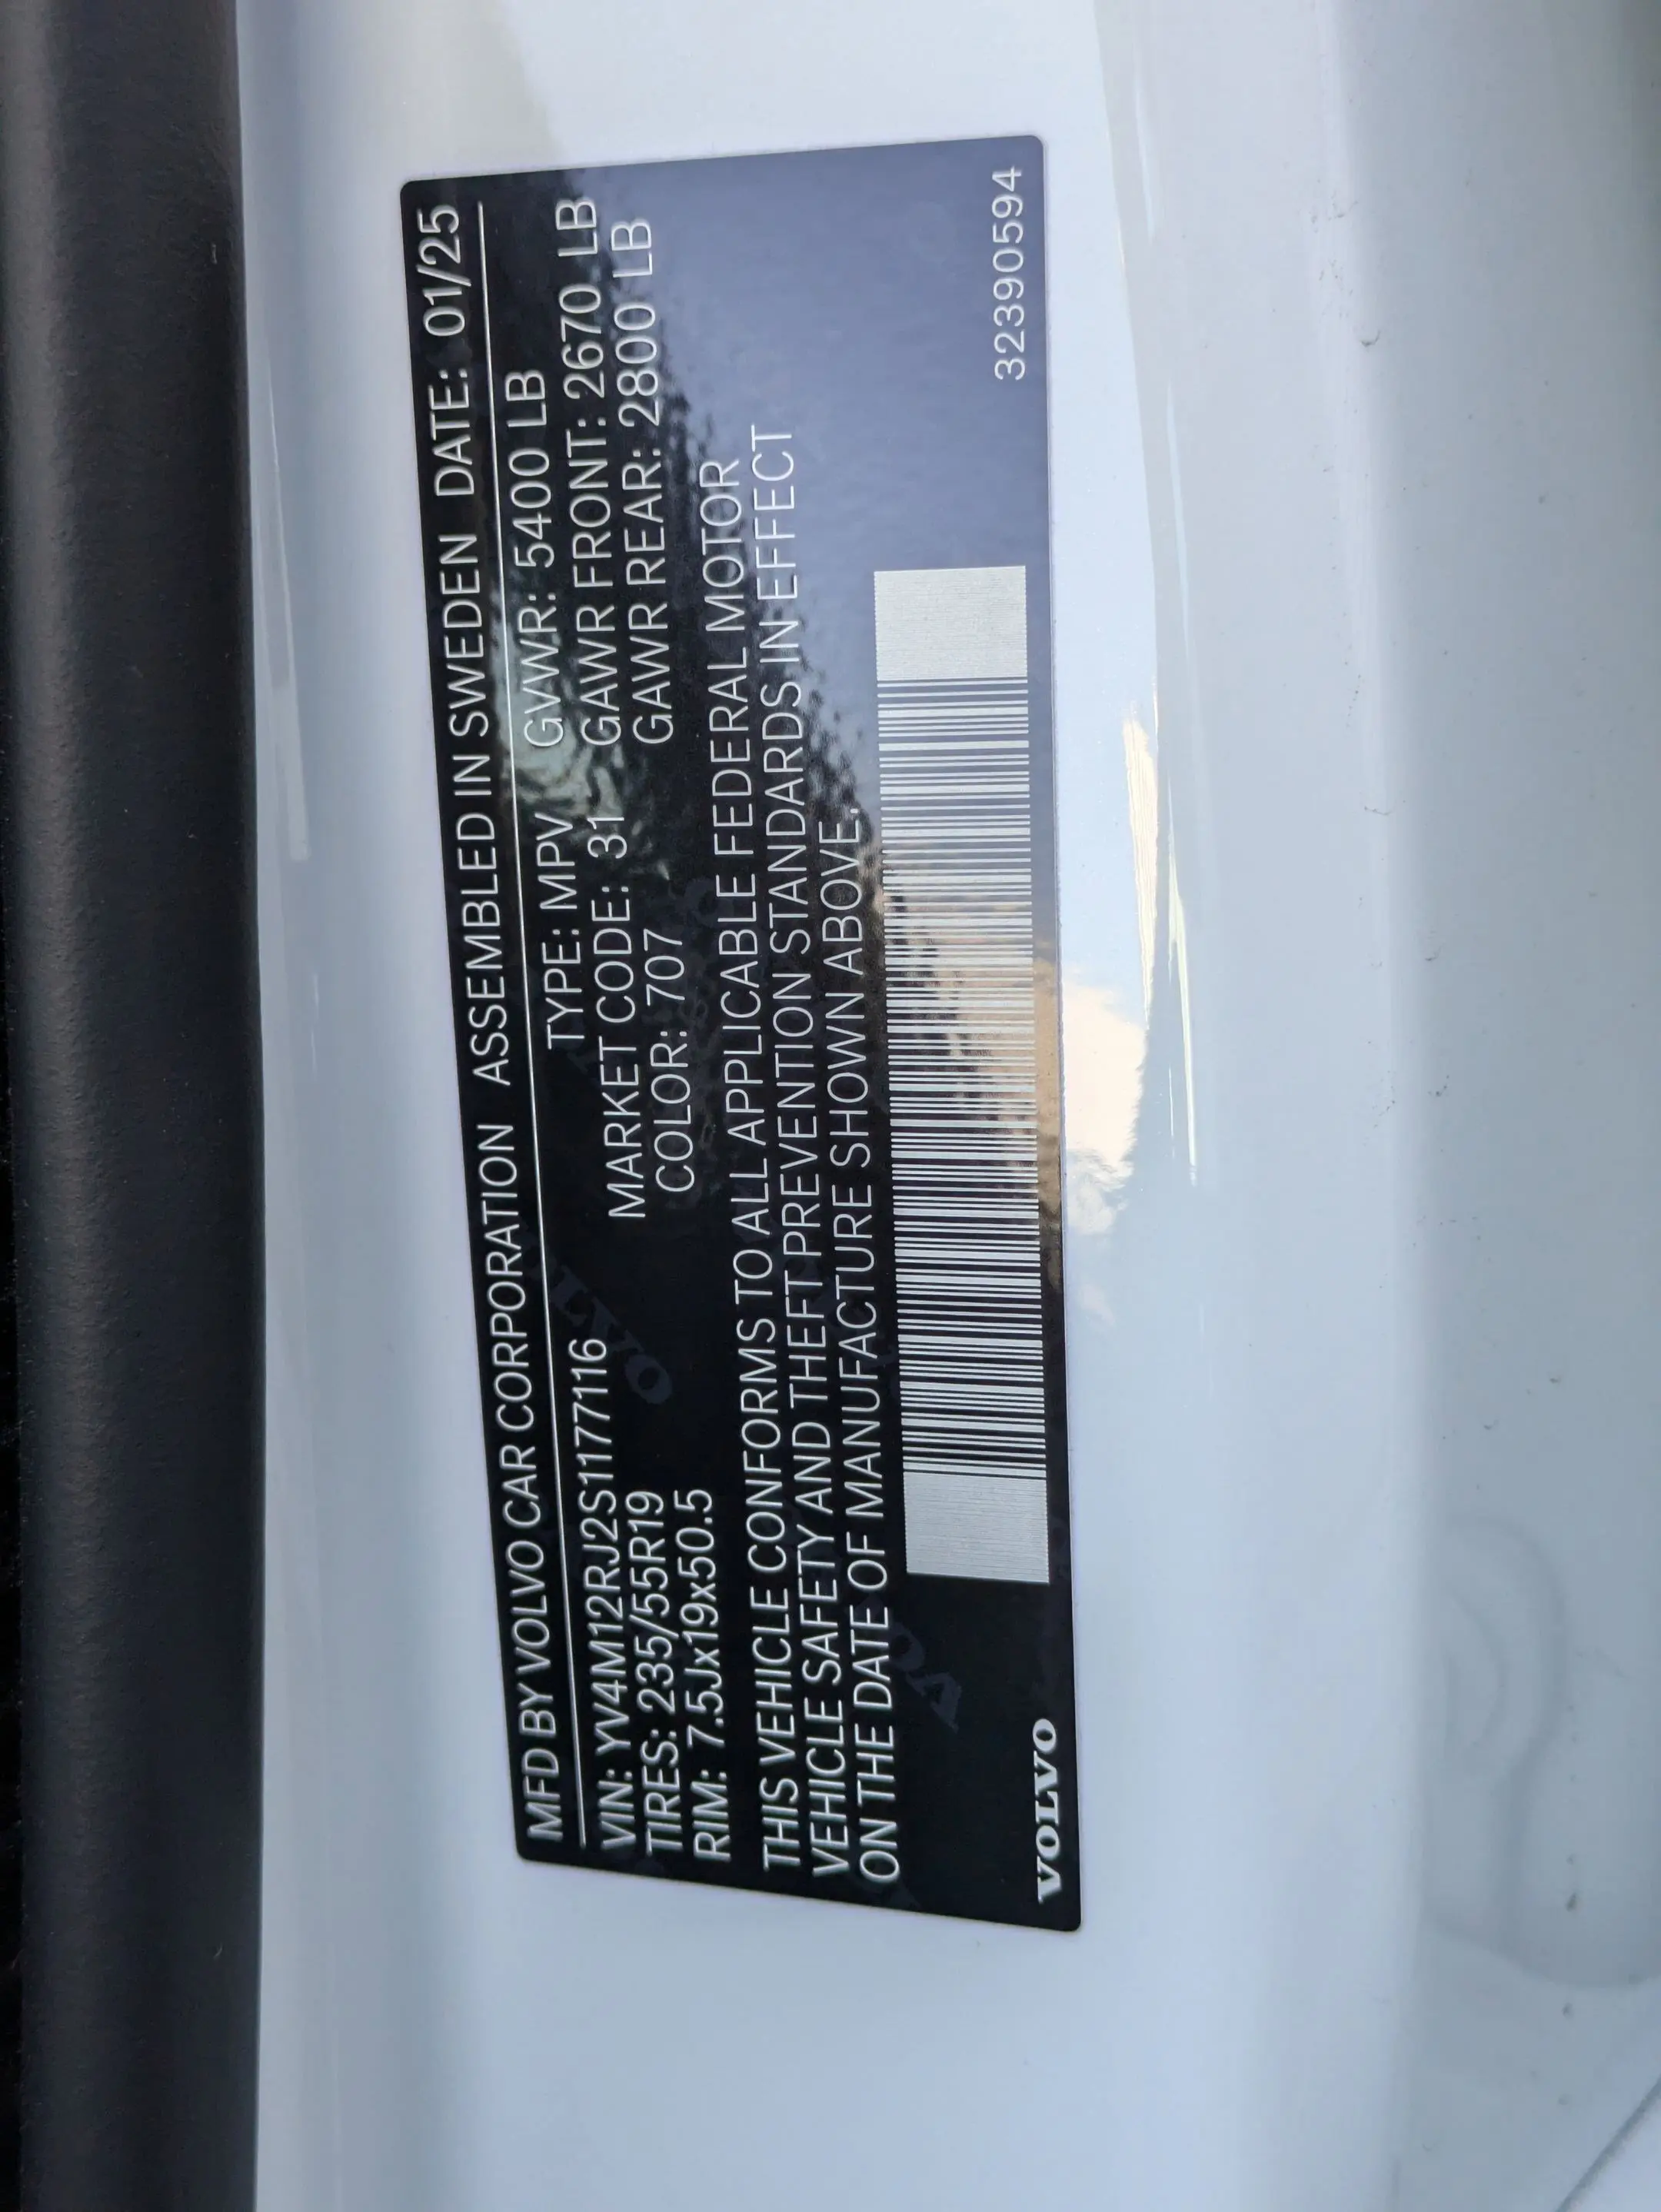 MFD BY VOLVO CAR CORPORATION ASSEMBLED IN SWEDEN DATE: 01/25
VIN: YV4M12RJ2S1177116 TYPE: MPV GVWR: 5400 LB
TIRES: 235/55R19 MARKET CODE: 31 GAWR FRONT: 2670 LB
RIM: 7.5Jx19x50.5 COLOR: 707 GAWR REAR: 2800 LB
THIS VEHICLE CONFORMS TO ALL APPLICABLE FEDERAL MOTOR
VEHICLE SAFETY AND THEFT PREVENTION STANDARDS IN EFFECT
ON THE DATE OF MANUFACTURE SHOWN ABOVE.
VOLVO 32390594